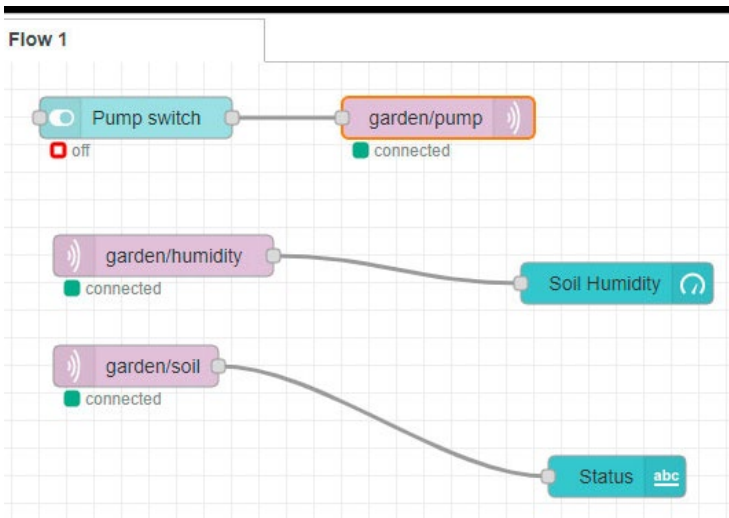 Flow 1
Pump switch
garden/pump
off
connected
garden/humidity
connected
Soil Humidity
garden/soil
connected
Status
abc